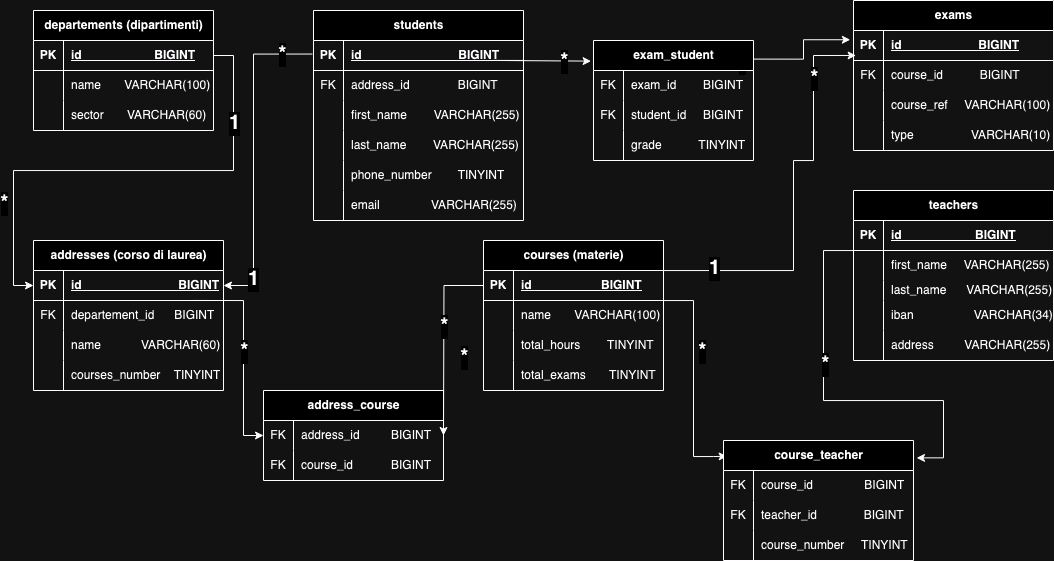 departements (dipartimenti)
PK id BIGINT
name VARCHAR(100)
sector VARCHAR(60)
students
PK id BIGINT
FK address_id BIGINT
first_name VARCHAR(255)
last_name VARCHAR(255)
phone_number TINYINT
email VARCHAR(255)
exam_student
FK exam_id BIGINT
FK student_id BIGINT
grade TINYINT
exams
PK id BIGINT
FK course_id BIGINT
course_ref VARCHAR(100)
type VARCHAR(10)
*
*
*
1
*
1
1
addresses (corso di laurea)
PK id BIGINT
FK departement_id BIGINT
name VARCHAR(60)
courses_number TINYINT
courses (materie)
PK id BIGINT
name VARCHAR(100)
total_hours TINYINT
total_exams TINYINT
teachers
PK id BIGINT
first_name VARCHAR(255)
last_name VARCHAR(255)
iban VARCHAR(34)
address VARCHAR(255)
*
*
*
*
*
address_course
FK address_id BIGINT
FK course_id BIGINT
course_teacher
FK course_id BIGINT
FK teacher_id BIGINT
course_number TINYINT